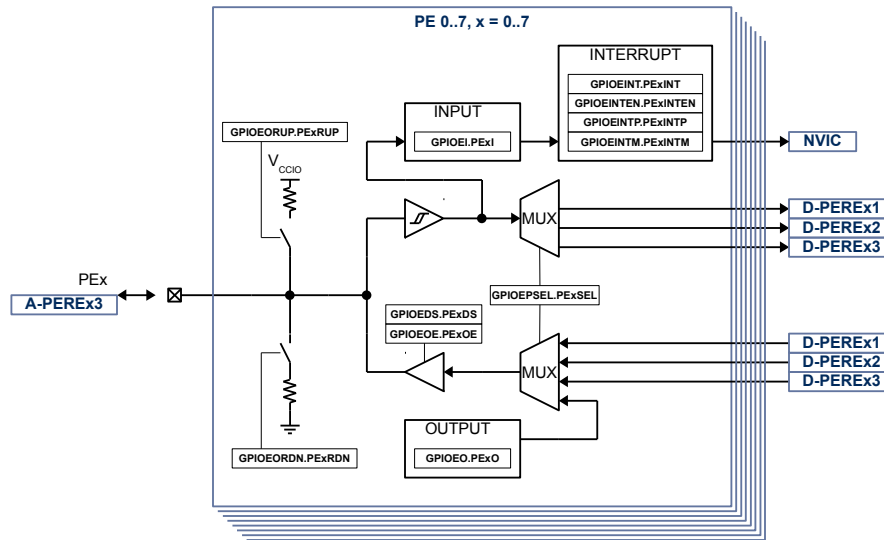 PE 0..7, x = 0..7
INTERRUPT
GPIOEINT.PExINT
GPIOEINTEN.PExINTEN
GPIOEINTP.PExINTP
GPIOEINTM.PExINTM
INPUT
GPIOEI.PExI
NVIC
GPIOEORUP.PExRUP
VCCIO
MUX
D-PEREx1
D-PEREx2
D-PEREx3
PEx
A-PEREx3
GPIOEPSEL.PExSEL
GPIOEDS.PExDS
GPIOEOE.PExOE
MUX
D-PEREx1
D-PEREx2
D-PEREx3
OUTPUT
GPIOEO.PExO
GPIOEORDN.PExRDN